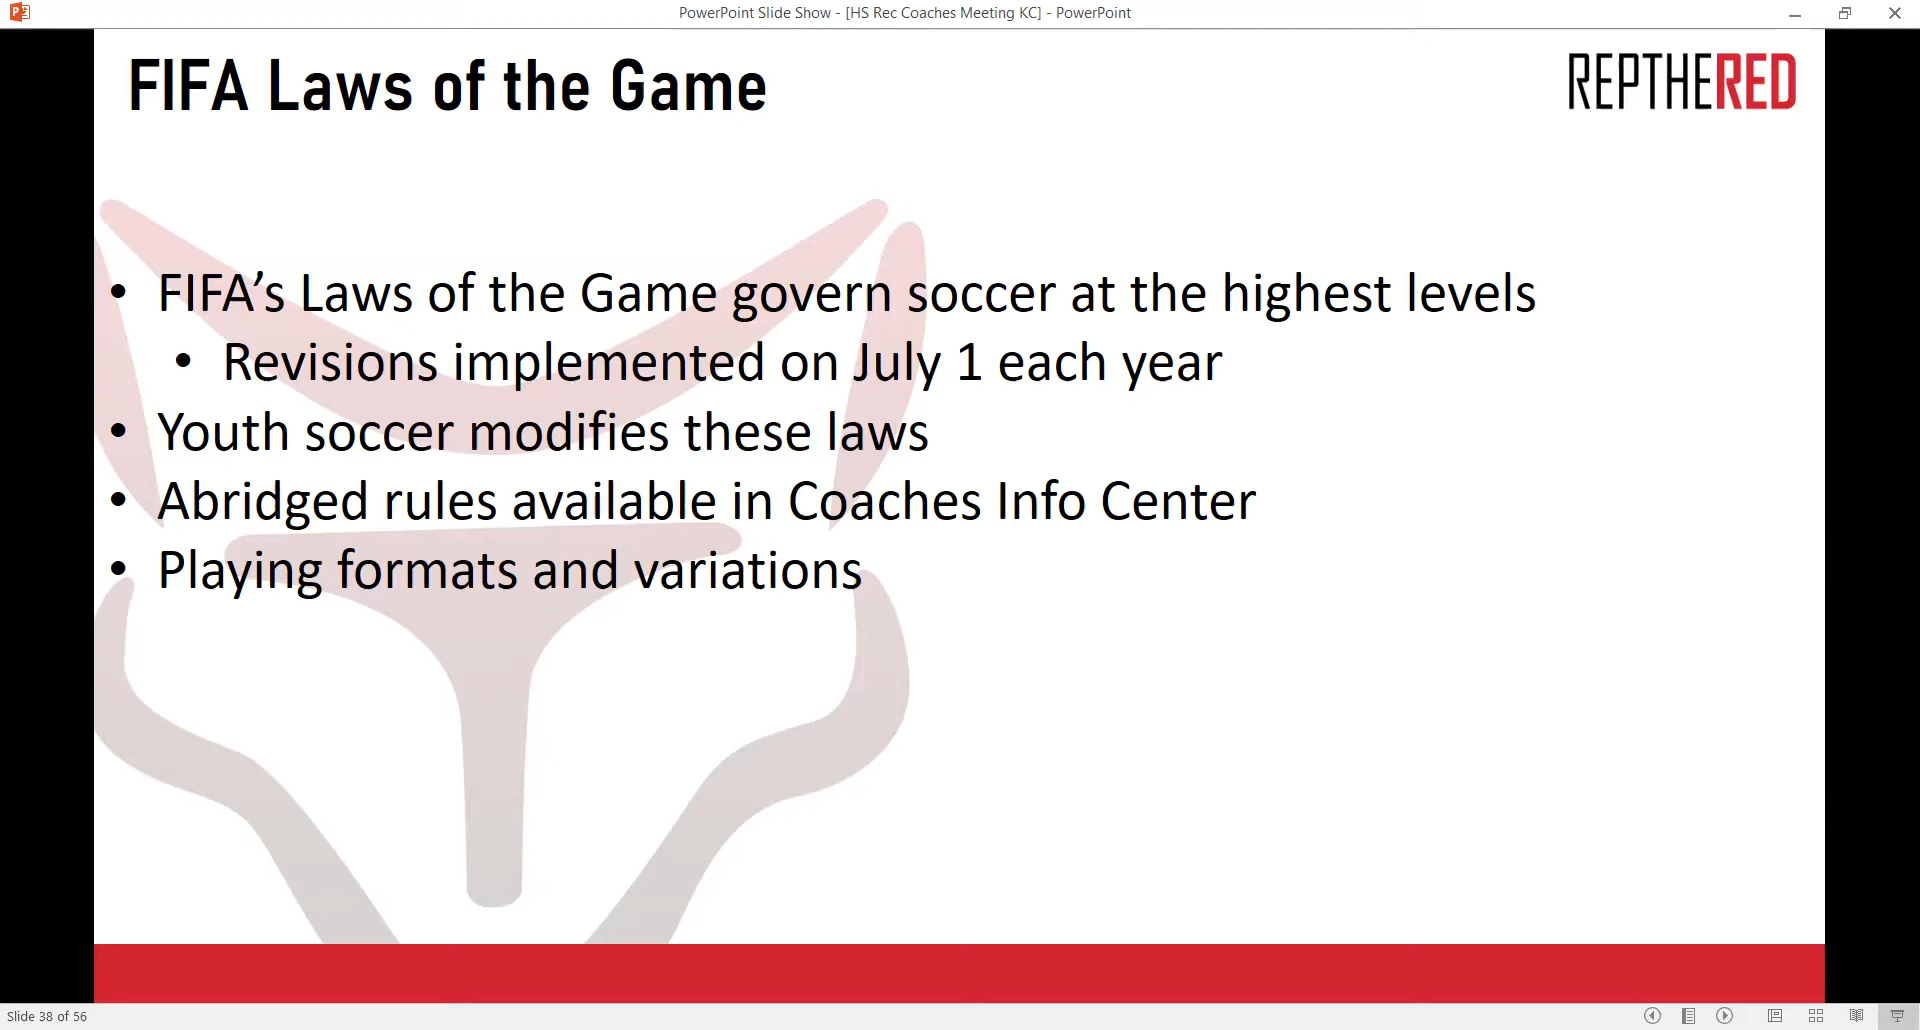 PowerPoint Slide Show - [HS Rec Coaches Meeting KC] - PowerPoint
FIFA Laws of the Game
REPTHERED
• FIFA’s Laws of the Game govern soccer at the highest levels
• Revisions implemented on July 1 each year
• Youth soccer modifies these laws
• Abridged rules available in Coaches Info Center
• Playing formats and variations
Slide 38 of 56